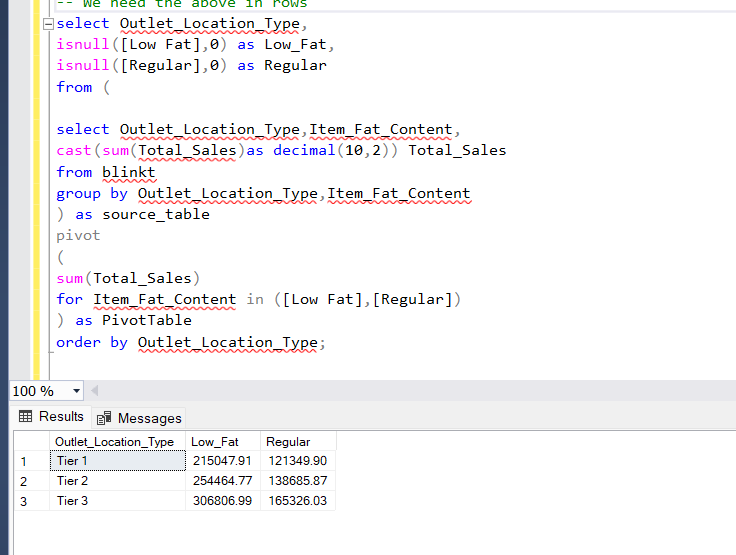 -- We need the above in rows
select Outlet_Location_Type,
isnull([Low Fat],0) as Low_Fat,
isnull([Regular],0) as Regular
from (
select Outlet_Location_Type,Item_Fat_Content,
cast(sum(Total_Sales)as decimal(10,2)) Total_Sales
from blinkt
group by Outlet_Location_Type,Item_Fat_Content
) as source_table
pivot
(
sum(Total_Sales)
for Item_Fat_Content in ([Low Fat],[Regular])
) as PivotTable
order by Outlet_Location_Type;
100 %
Results Messages
Outlet_Location_Type Low_Fat Regular
1 Tier 1 215047.91 121349.90
2 Tier 2 254464.77 138685.87
3 Tier 3 306806.99 165326.03